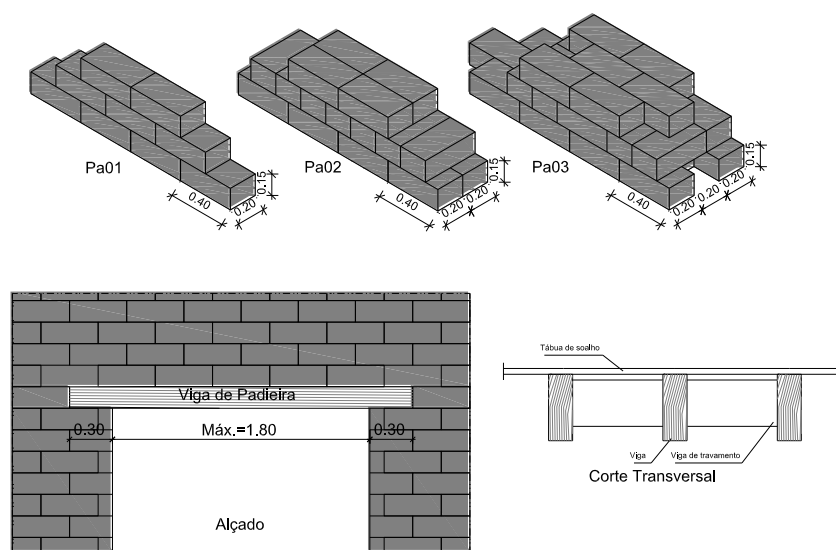 Pa01
0.40
0.20
0.15
Pa02
0.40
0.20
0.20
0.15
Pa03
0.40
0.20
0.20
0.20
0.15
Viga de Padieira
0.30
Máx.=1.80
0.30
Alçado
Tábua de soalho
Viga
Viga de travamento
Corte Transversal